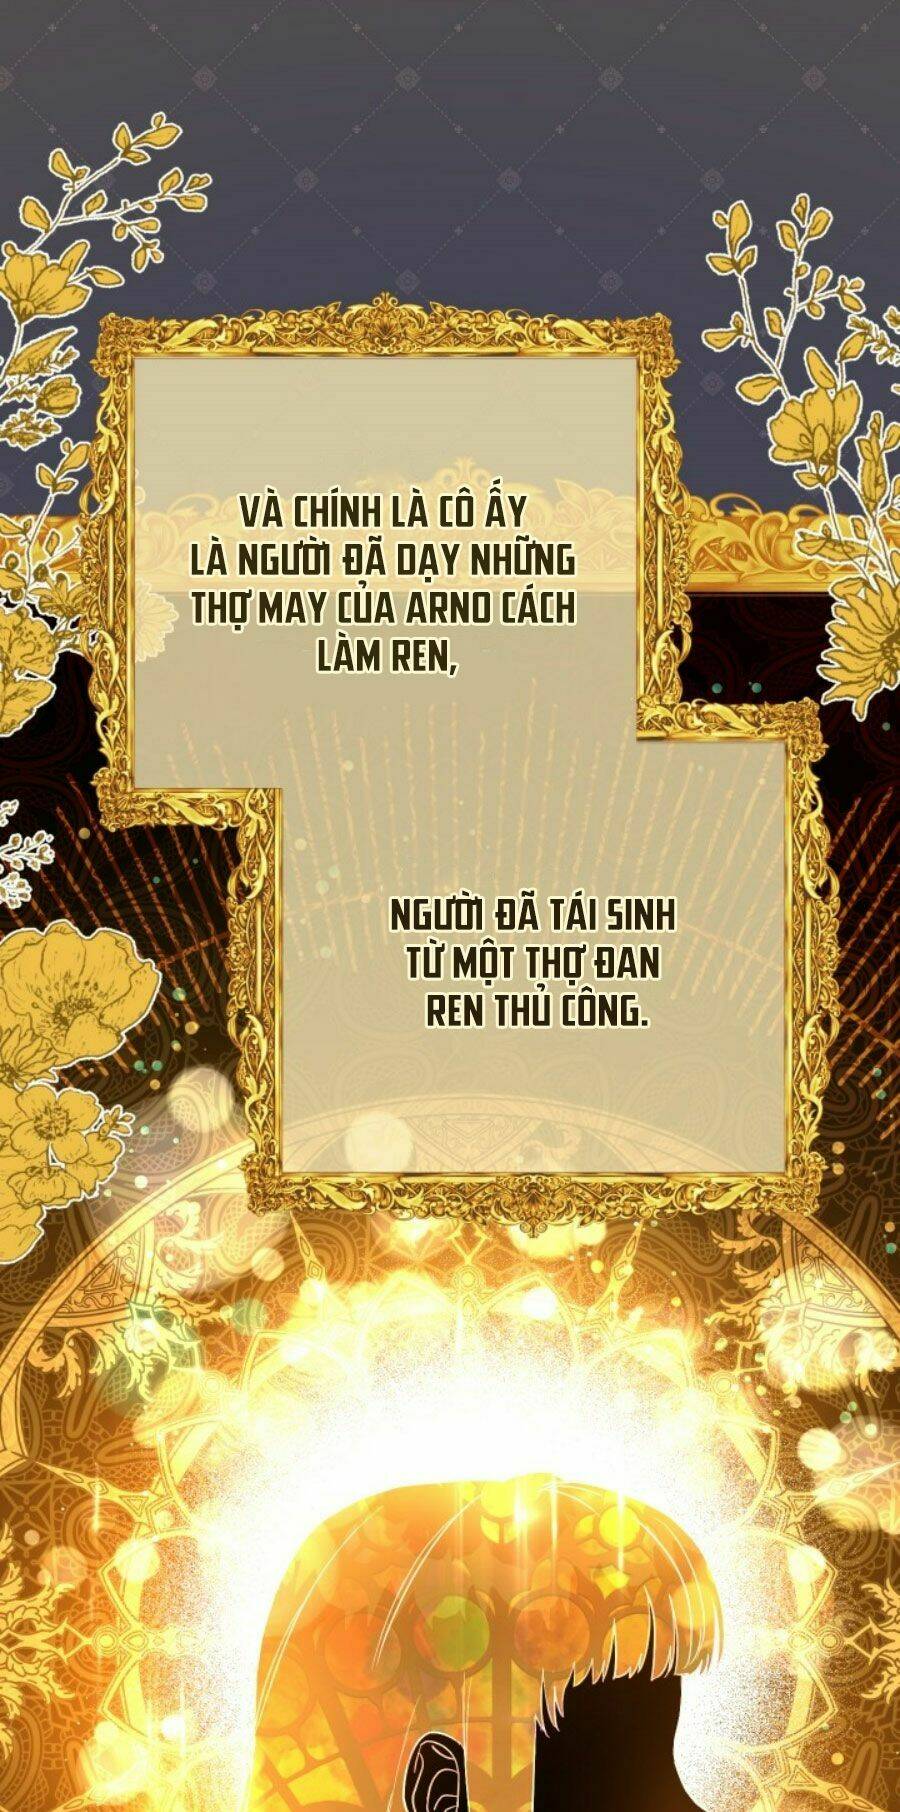 VÀ CHÍNH LÀ CÔ ẤY
LÀ NGƯỜI ĐÃ DẠY NHỮNG
THỢ MAY CỦA ARNO CÁCH
LÀM REN,
NGƯỜI ĐÃ TÁI SINH
TỪ MỘT THỢ ĐAN
REN THỦ CÔNG.